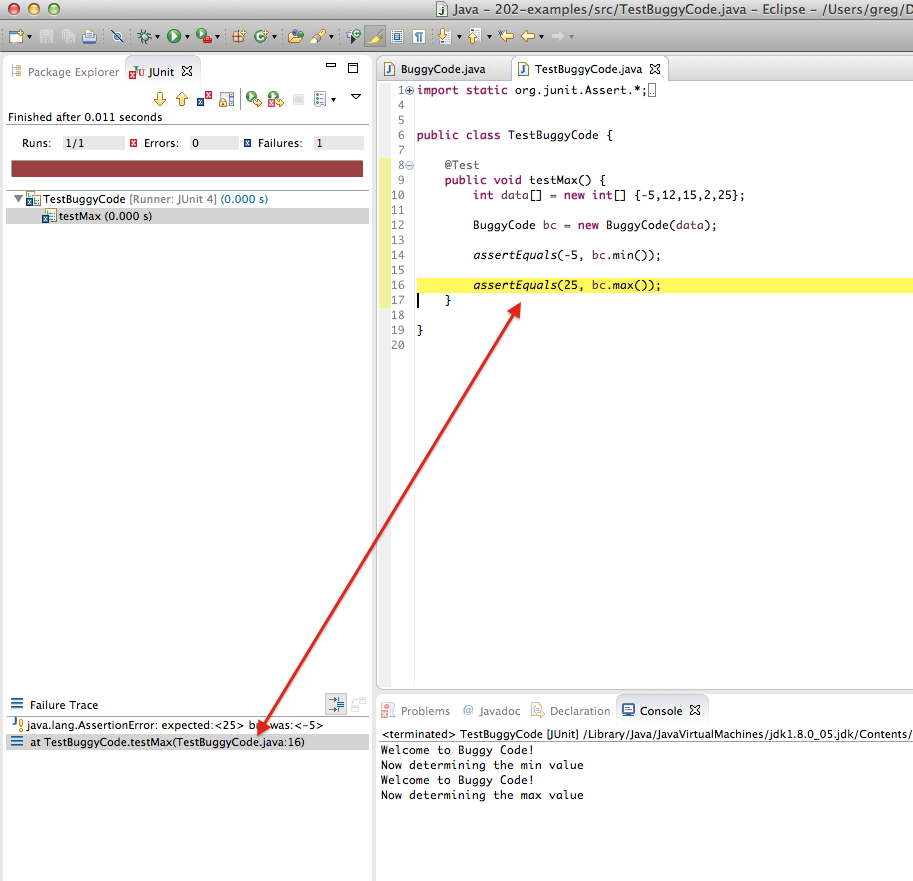 Java – 202-examples/src/TestBuggyCode.java – Eclipse – /Users/greg/D
Package Explorer
JUnit
Finished after 0.011 seconds
Runs: 1/1
Errors: 0
Failures: 1
TestBuggyCode [Runner: JUnit 4] (0.000 s)
testMax (0.000 s)
BuggyCode.java
TestBuggyCode.java
1 import static org.junit.Assert.*;
4
5
6 public class TestBuggyCode {
7
8 @Test
9 public void testMax() {
10 int data[] = new int[] {-5,12,15,2,25};
11
12 BuggyCode bc = new BuggyCode(data);
13
14 assertEquals(-5, bc.min());
15
16 assertEquals(25, bc.max());
17 }
18
19 }
20
Failure Trace
java.lang.AssertionError: expected:<25> but was:<-5>
at TestBuggyCode.testMax(TestBuggyCode.java:16)
Problems
@ Javadoc
Declaration
Console
<terminated> TestBuggyCode [JUnit] /Library/Java/JavaVirtualMachines/jdk1.8.0_05.jdk/Contents/
Welcome to Buggy Code!
Now determining the min value
Welcome to Buggy Code!
Now determining the max value